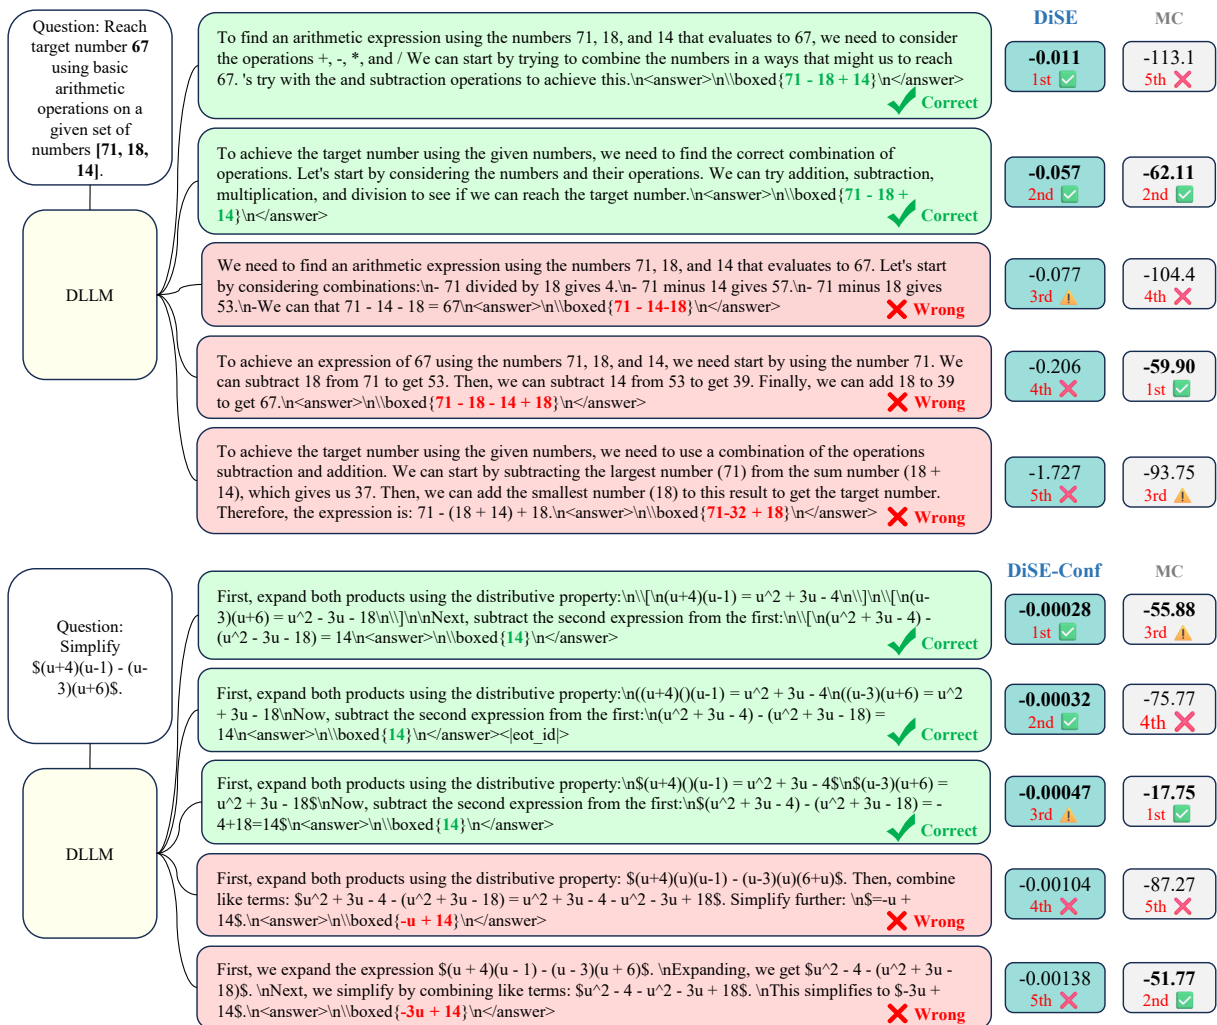 Question: Reach
target number 67
using basic
arithmetic
operations on a
given set of
numbers [71, 18,
14].
DLLM
DiSE
MC
To find an arithmetic expression using the numbers 71, 18, and 14 that evaluates to 67, we need to consider
the operations +, -, *, and / We can start by trying to combine the numbers in a ways that might us to reach
67. 's try with the and subtraction operations to achieve this.\n<answer>\n\\boxed{71 - 18 + 14}\n</answer>
Correct
-0.011
1st
-113.1
5th
To achieve the target number using the given numbers, we need to find the correct combination of
operations. Let's start by considering the numbers and their operations. We can try addition, subtraction,
multiplication, and division to see if we can reach the target number.\n<answer>\n\\boxed{71 - 18 +
14}\n</answer>
Correct
-0.057
2nd
-62.11
2nd
We need to find an arithmetic expression using the numbers 71, 18, and 14 that evaluates to 67. Let's start
by considering combinations:\n- 71 divided by 18 gives 4.\n- 71 minus 14 gives 57.\n- 71 minus 18 gives
53.\n-We can that 71 - 14 - 18 = 67\n<answer>\n\\boxed{71 - 14-18}\n</answer>
Wrong
-0.077
3rd
-104.4
4th
To achieve an expression of 67 using the numbers 71, 18, and 14, we need start by using the number 71. We
can subtract 18 from 71 to get 53. Then, we can subtract 14 from 53 to get 39. Finally, we can add 18 to 39
to get 67.\n<answer>\n\\boxed{71 - 18 - 14 + 18}\n</answer>
Wrong
-0.206
4th
-59.90
1st
To achieve the target number using the given numbers, we need to use a combination of the operations
subtraction and addition. We can start by subtracting the largest number (71) from the sum number (18 +
14), which gives us 37. Then, we can add the smallest number (18) to this result to get the target number.
Therefore, the expression is: 71 - (18 + 14) + 18.\n<answer>\n\\boxed{71-32 + 18}\n</answer>
Wrong
-1.727
5th
-93.75
3rd
Question:
Simplify
$(u+4)(u-1) - (u-
3)(u+6)$.
DLLM
DiSE-Conf
MC
First, expand both products using the distributive property:\n\\[\n(u+4)(u-1) = u^2 + 3u - 4\n\\]\n\\[\n(u-
3)(u+6) = u^2 - 3u - 18\n\\]\n\nNext, subtract the second expression from the first:\n\\[\n(u^2 + 3u - 4) -
(u^2 - 3u - 18) = 14\n<answer>\n\\boxed{14}\n</answer>
Correct
-0.00028
1st
-55.88
3rd
First, expand both products using the distributive property:\n((u+4)()(u-1) = u^2 + 3u - 4\n((u-3)(u+6) = u^2
+ 3u - 18\nNow, subtract the second expression from the first:\n(u^2 + 3u - 4) - (u^2 + 3u - 18) =
14\n<answer>\n\\boxed{14}\n</answer><|eot_id|>
Correct
-0.00032
2nd
-75.77
4th
First, expand both products using the distributive property:\n$(u+4)()(u-1) = u^2 + 3u - 4$\n$(u-3)(u+6) =
u^2 + 3u - 18$\nNow, subtract the second expression from the first:\n$(u^2 + 3u - 4) - (u^2 + 3u - 18) = -
4+18=14$\n<answer>\n\\boxed{14}\n</answer>
Correct
-0.00047
3rd
-17.75
1st
First, expand both products using the distributive property: $(u+4)(u)(u-1) - (u-3)(u)(6+u)$. Then, combine
like terms: $u^2 + 3u - 4 - (u^2 + 3u - 18) = u^2 + 3u - 4 - u^2 - 3u + 18$. Simplify further: \n$=-u +
14$.\n<answer>\n\\boxed{-u + 14}\n</answer>
Wrong
-0.00104
4th
-87.27
5th
First, we expand the expression $(u + 4)(u - 1) - (u - 3)(u + 6)$. \nExpanding, we get $u^2 - 4 - (u^2 + 3u -
18)$. \nNext, we simplify by combining like terms: $u^2 - 4 - u^2 - 3u + 18$. \nThis simplifies to $-3u +
14$.\n<answer>\n\\boxed{-3u + 14}\n</answer>
Wrong
-0.00138
5th
-51.77
2nd